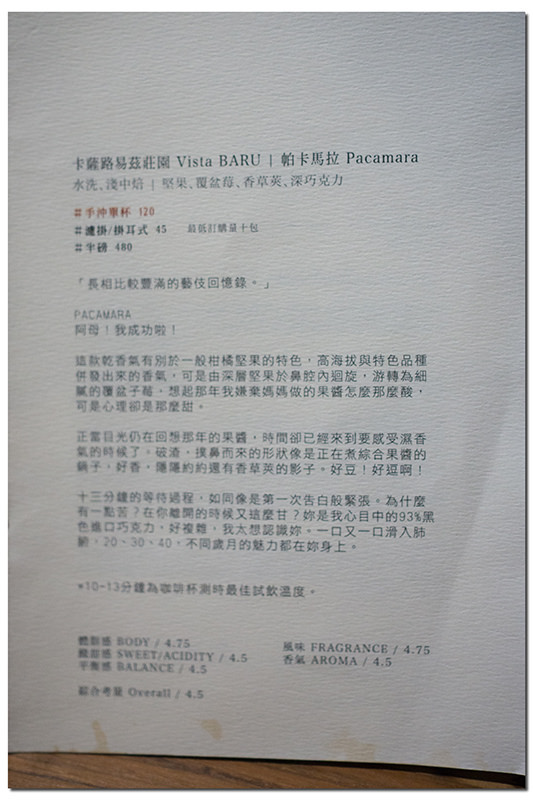 卡薩路易茲莊園 Vista BARU | 帕卡馬拉 Pacamara
水洗、淺中焙 | 堅果、覆盆莓、香草莢、深巧克力
#手沖單杯 120
#濾掛/掛耳式 45 最低訂購量十包
#半磅 480
「長相比較豐滿的藝伎回憶錄。」
PACAMARA
阿母!我成功啦!
這款乾香氣有別於一般柑橘堅果的特色,高海拔與特色品種
併發出來的香氣,可是由深層堅果於鼻腔內迴旋,游轉為細
膩的覆盆子莓、想起那年我嫌棄媽媽做的果醬怎麼那麼酸,
可是心理卻是那麼甜。
正當目光仍在回想那年的果醬,時間卻已經來到要感受濕香
氣的時候了。破渣,撲鼻而來的形狀像是正在煮綜合果醬的
鍋子,好香,隱隱約約還有香草莢的影子。好豆!好逗啊!
十三分鐘的等待過程,如同像是第一次告白般緊張。為什麼
有一點苦?在你離開的時候又這麼甘?妳是我心目中的93%黑
色進口巧克力,好複雜,我太想認識妳。一口又一口滑入肺
腑,20、30、40,不同歲月的魅力都在妳身上。
*10-13分鐘為咖啡杯測時最佳試飲溫度。
體脂感 BODY / 4.75
酸甜感 SWEET/ACIDITY / 4.5
平衡感 BALANCE / 4.5
風味 FRAGRANCE / 4.75
香氣 AROMA / 4.5
綜合考量 Overall / 4.5